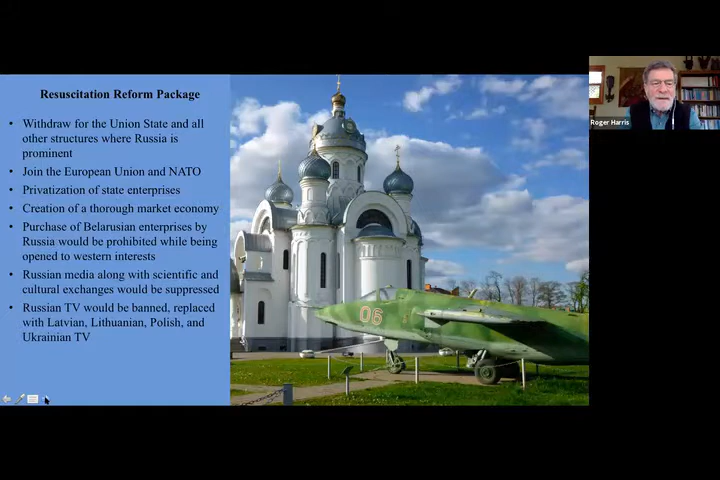 Resuscitation Reform Package
• Withdraw for the Union State and all
other structures where Russia is
prominent
• Join the European Union and NATO
• Privatization of state enterprises
• Creation of a thorough market economy
• Purchase of Belarusian enterprises by
Russia would be prohibited while being
opened to western interests
• Russian media along with scientific and
cultural exchanges would be suppressed
• Russian TV would be banned, replaced
with Latvian, Lithuanian, Polish, and
Ukrainian TV
06
Roger Harris